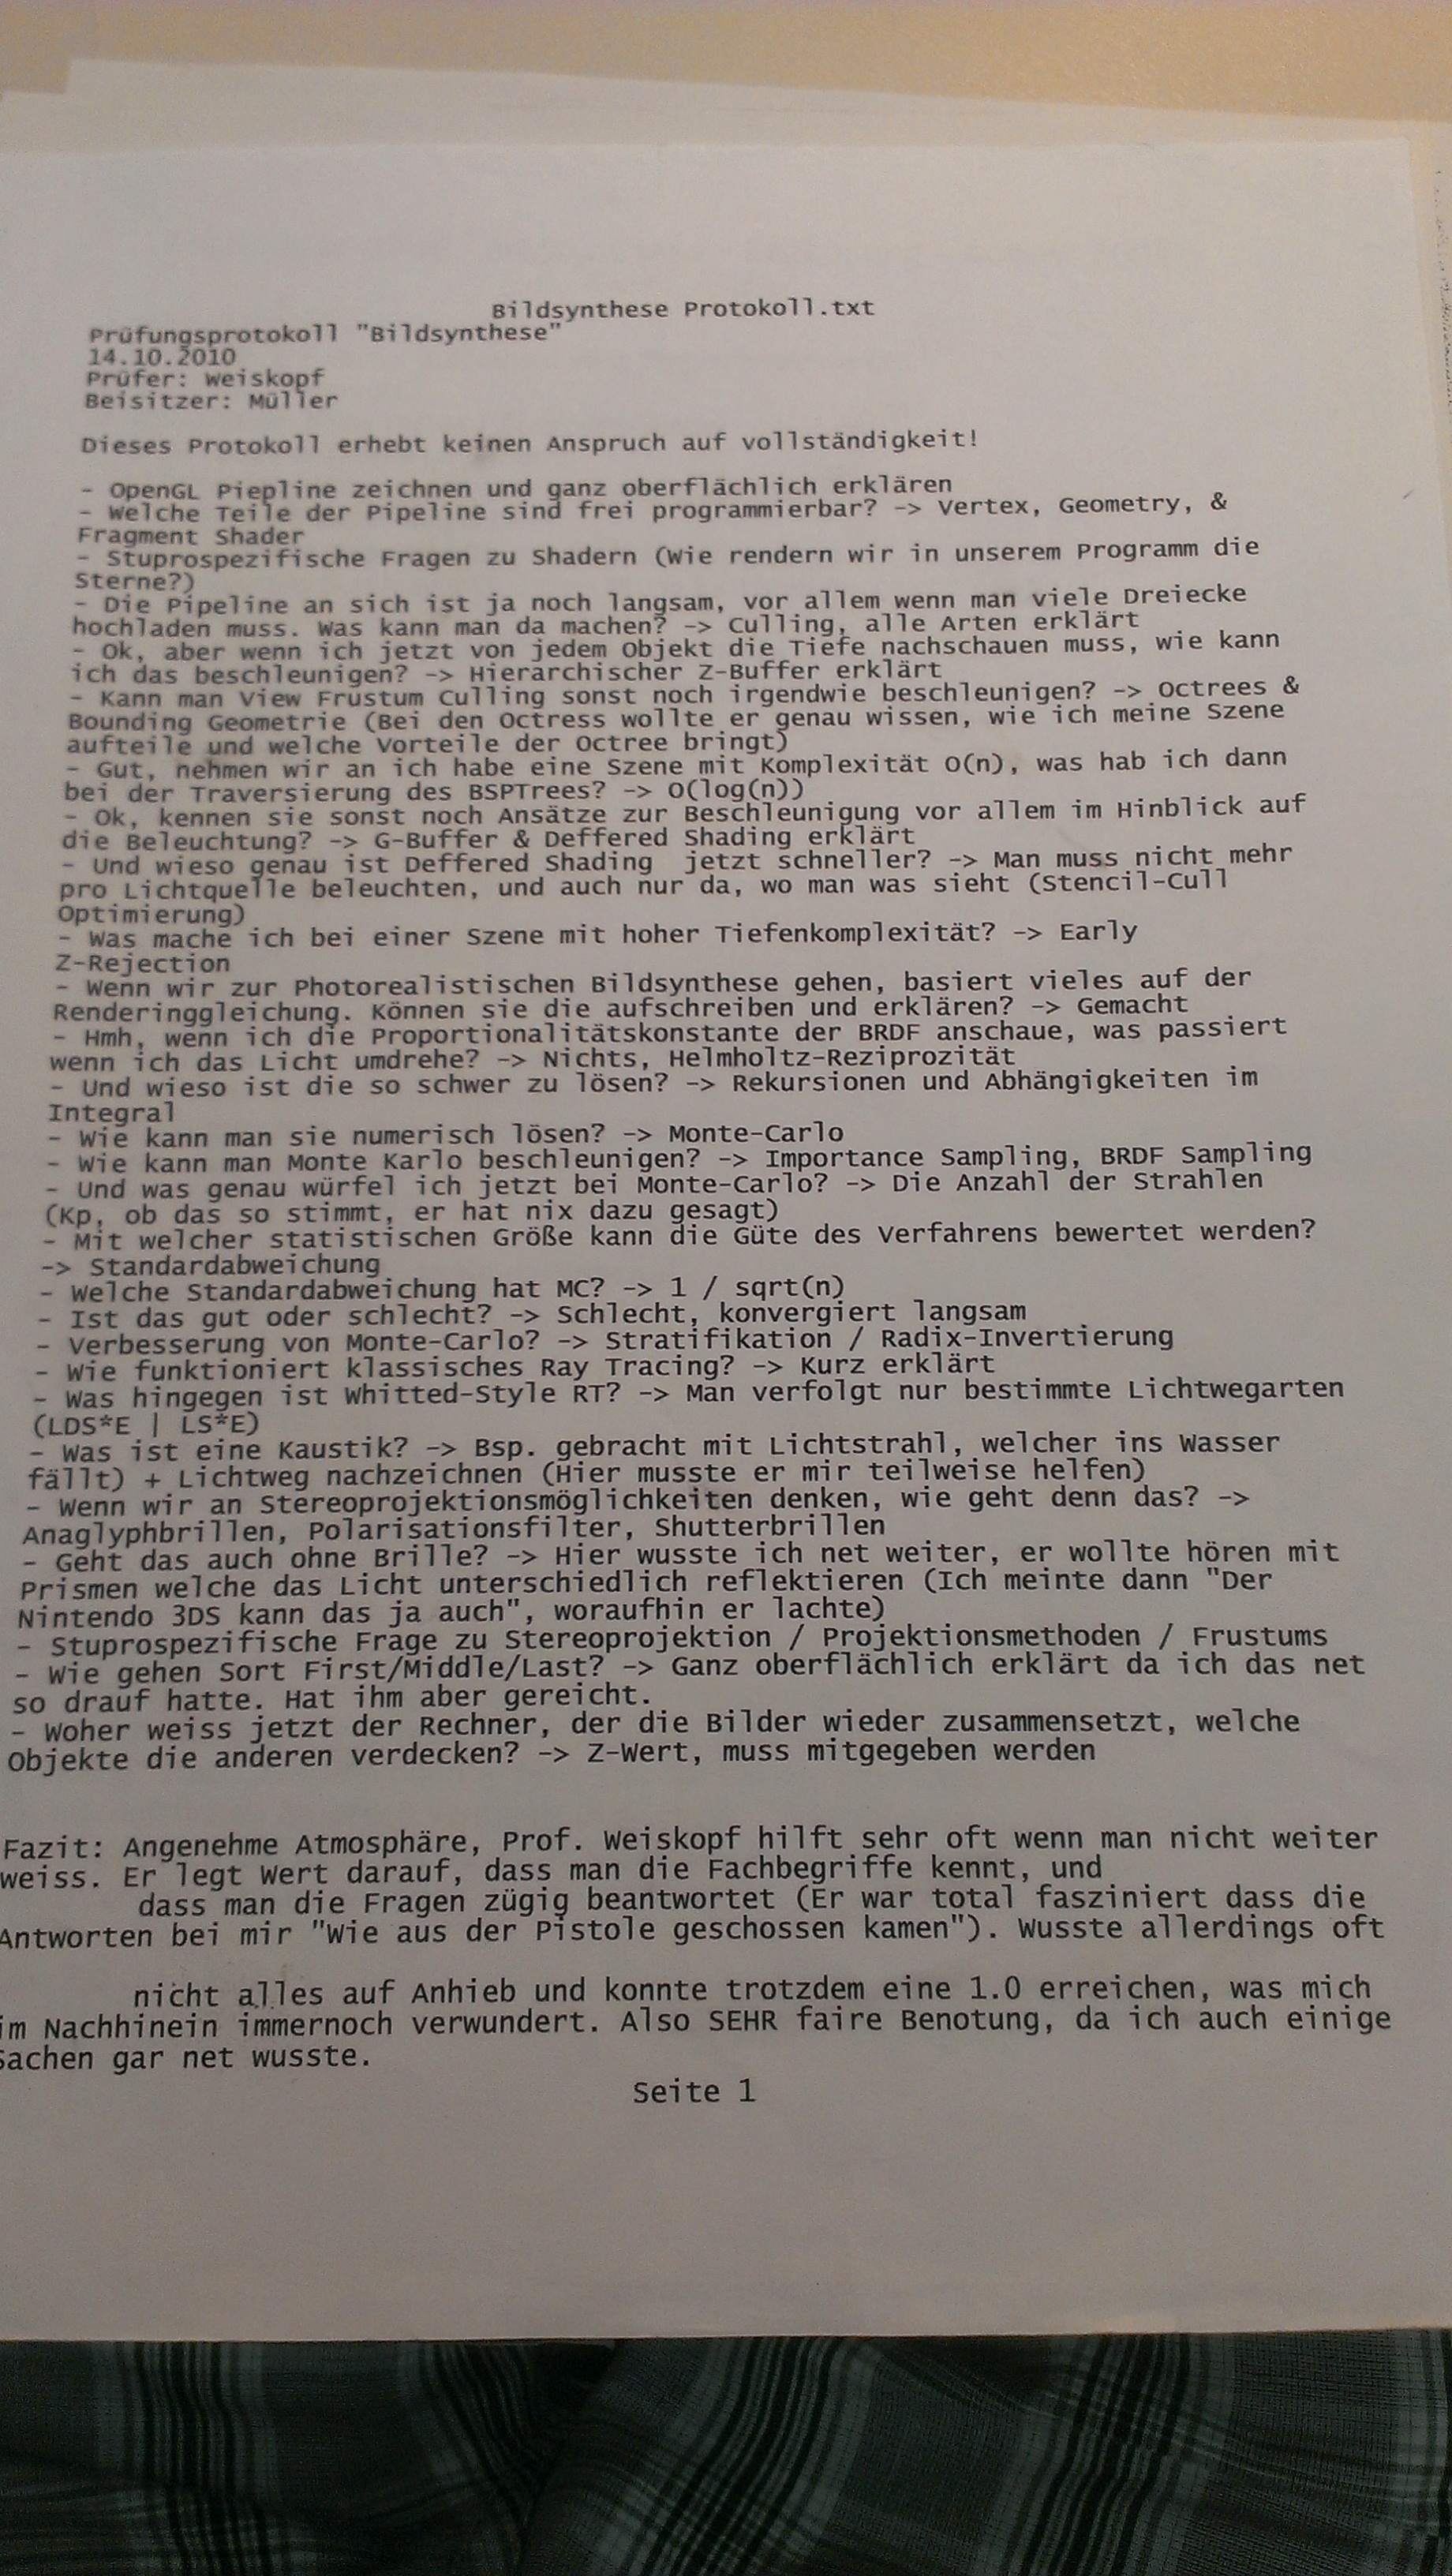 Bildsynthese Protokoll.txt
Prüfungsprotokoll "Bildsynthese"
14.10.2010
Prüfer: Weiskopf
Beisitzer: Müller
Dieses Protokoll erhebt keinen Anspruch auf Vollständigkeit!
- OpenGL Piepline zeichnen und ganz oberflächlich erklären
- Welche Teile der Pipeline sind frei programmierbar? -> Vertex, Geometry, &
Fragment Shader
- Stuprospezifische Fragen zu Shadern (Wie rendern wir in unserem Programm die
Sterne?)
- Die Pipeline an sich ist ja noch langsam, vor allem wenn man viele Dreiecke
hochladen muss. Was kann man da machen? -> Culling, alle Arten erklärt
- Ok, aber wenn ich jetzt von jedem Objekt die Tiefe nachschauen muss, wie kann
ich das beschleunigen? -> Hierarchischer Z-Buffer erklärt
- Kann man View Frustum Culling sonst noch irgendwie beschleunigen? -> Octrees &
Bounding Geometrie (Bei den Octress wollte er genau wissen, wie ich meine Szene
aufteile und welche Vorteile der Octree bringt)
- Gut, nehmen wir an ich habe eine Szene mit Komplexität O(n), was hab ich dann
bei der Traversierung des BSPTrees? -> O(log(n))
- Ok, kennen sie sonst noch Ansätze zur Beschleunigung vor allem im Hinblick auf
die Beleuchtung? -> G-Buffer & Deffered Shading erklärt
- Und wieso genau ist Deffered Shading  jetzt schneller? -> Man muss nicht mehr
pro Lichtquelle beleuchten, und auch nur da, wo man was sieht (Stencil-Cull
Optimierung)
- Was mache ich bei einer Szene mit hoher Tiefenkomplexität? -> Early
Z-Rejection
- Wenn wir zur Photorealistischen Bildsynthese gehen, basiert vieles auf der
Renderinggleichung. Können sie die aufschreiben und erklären? -> Gemacht
- Hmh, wenn ich die Proportionalitätskonstante der BRDF anschaue, was passiert
wenn ich das Licht umdrehe? -> Nichts, Helmholtz-Reziprozität
- Und wieso ist die so schwer zu lösen? -> Rekursionen und Abhängigkeiten im
Integral
- Wie kann man sie numerisch lösen? -> Monte-Carlo
- Wie kann man Monte Karlo beschleunigen? -> Importance Sampling, BRDF Sampling
- Und was genau würfel ich jetzt bei Monte-Carlo? -> Die Anzahl der Strahlen
(Kp, ob das so stimmt, er hat nix dazu gesagt)
- Mit welcher statistischen Größe kann die Güte des Verfahrens bewertet werden?
-> Standardabweichung
- Welche Standardabweichung hat MC? -> 1 / sqrt(n)
- Ist das gut oder schlecht? -> Schlecht, konvergiert langsam
- Verbesserung von Monte-Carlo? -> Stratifikation / Radix-Invertierung
- Wie funktioniert klassisches Ray Tracing? -> Kurz erklärt
- Was hingegen ist Whitted-Style RT? -> Man verfolgt nur bestimmte Lichtwegarten
(LDS*E | LS*E)
- Was ist eine Kaustik? -> Bsp. gebracht mit Lichtstrahl, welcher ins Wasser
fällt) + Lichtweg nachzeichnen (Hier musste er mir teilweise helfen)
- Wenn wir an Stereoprojektionsmöglichkeiten denken, wie geht denn das? ->
Anaglyphbrillen, Polarisationsfilter, Shutterbrillen
- Geht das auch ohne Brille? -> Hier wusste ich net weiter, er wollte hören mit
Prismen welche das Licht unterschiedlich reflektieren (Ich meinte dann "Der
Nintendo 3DS kann das ja auch", woraufhin er lachte)
- Stuprospezifische Frage zu Stereoprojektion / Projektionsmethoden / Frustums
- Wie gehen Sort First/Middle/Last? -> Ganz oberflächlich erklärt da ich das net
so drauf hatte. Hat ihm aber gereicht.
- Woher weiss jetzt der Rechner, der die Bilder wieder zusammensetzt, welche
Objekte die anderen verdecken? -> Z-Wert, muss mitgegeben werden
Fazit: Angenehme Atmosphäre, Prof. Weiskopf hilft sehr oft wenn man nicht weiter
weiss. Er legt Wert darauf, dass man die Fachbegriffe kennt, und
dass man die Fragen zügig beantwortet (Er war total fasziniert dass die
Antworten bei mir "Wie aus der Pistole geschossen kamen"). Wusste allerdings oft
nicht alles auf Anhieb und konnte trotzdem eine 1.0 erreichen, was mich
im Nachhinein immernoch verwundert. Also SEHR faire Benotung, da ich auch einige
Sachen gar net wusste.
Seite 1